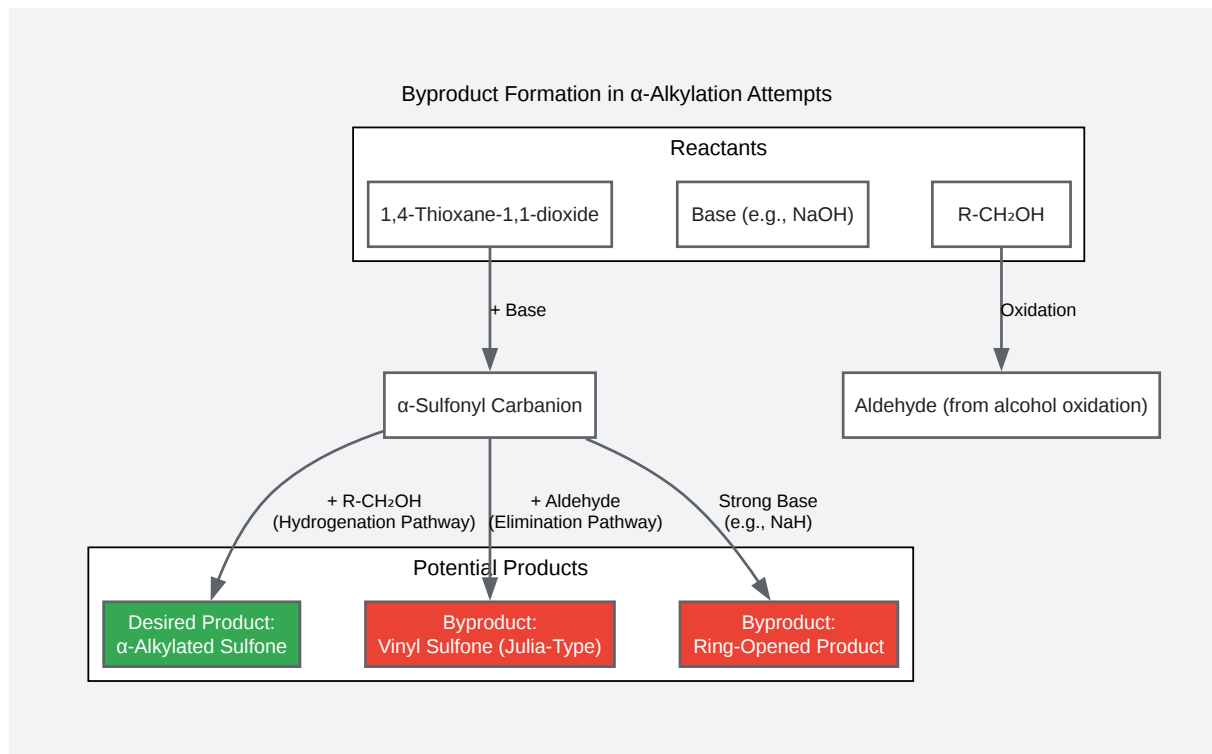 Byproduct Formation in α-Alkylation Attempts
Reactants
1,4-Thioxane-1,1-dioxide
Base (e.g., NaOH)
R-CH₂OH
+ Base
Oxidation
α-Sulfonyl Carbanion
Aldehyde (from alcohol oxidation)
+ R-CH₂OH
(Hydrogenation Pathway)
+ Aldehyde
(Elimination Pathway)
Strong Base
(e.g., NaH)
Potential Products
Desired Product:
α-Alkylated Sulfone
Byproduct:
Vinyl Sulfone (Julia-Type)
Byproduct:
Ring-Opened Product